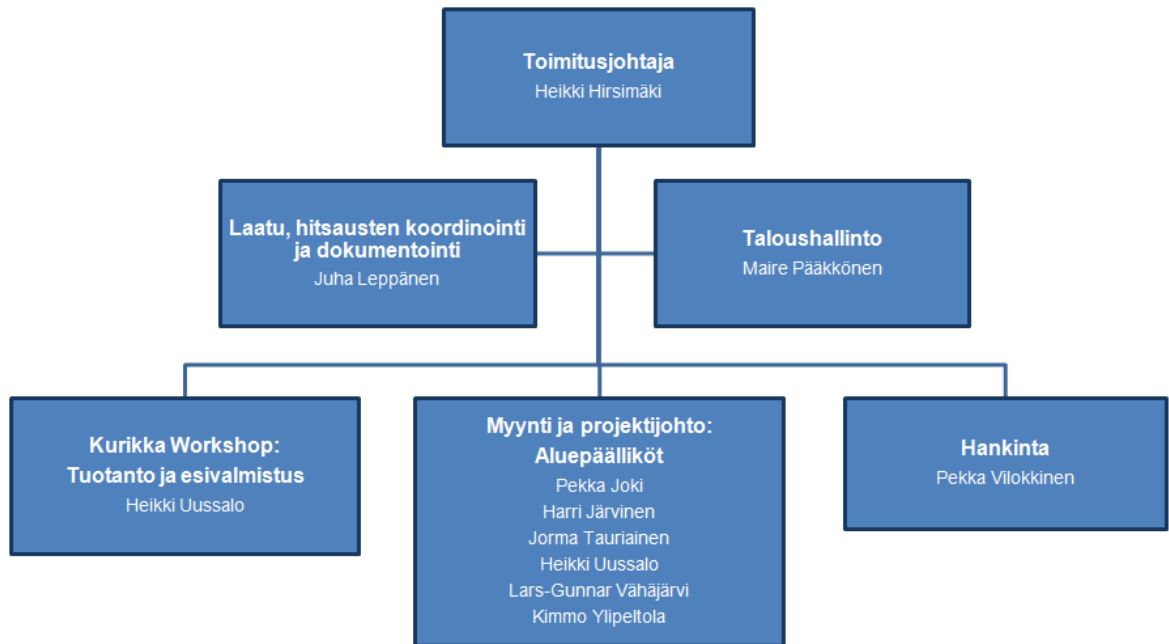 Toimitusjohtaja
Heikki Hirsimäki
Laatu, hitsausten koordinointi
ja dokumentointi
Juha Leppänen
Taloushallinto
Maire Pääkkönen
Kurikka Workshop:
Tuotanto ja esivalmistus
Heikki Uussalo
Myynti ja projektijohto:
Aluepäälliköt
Pekka Joki
Harri Järvinen
Jorma Tauriainen
Heikki Uussalo
Lars-Gunnar Vähäjärvi
Kimmo Ylipeltola
Hankinta
Pekka Vilokkinen